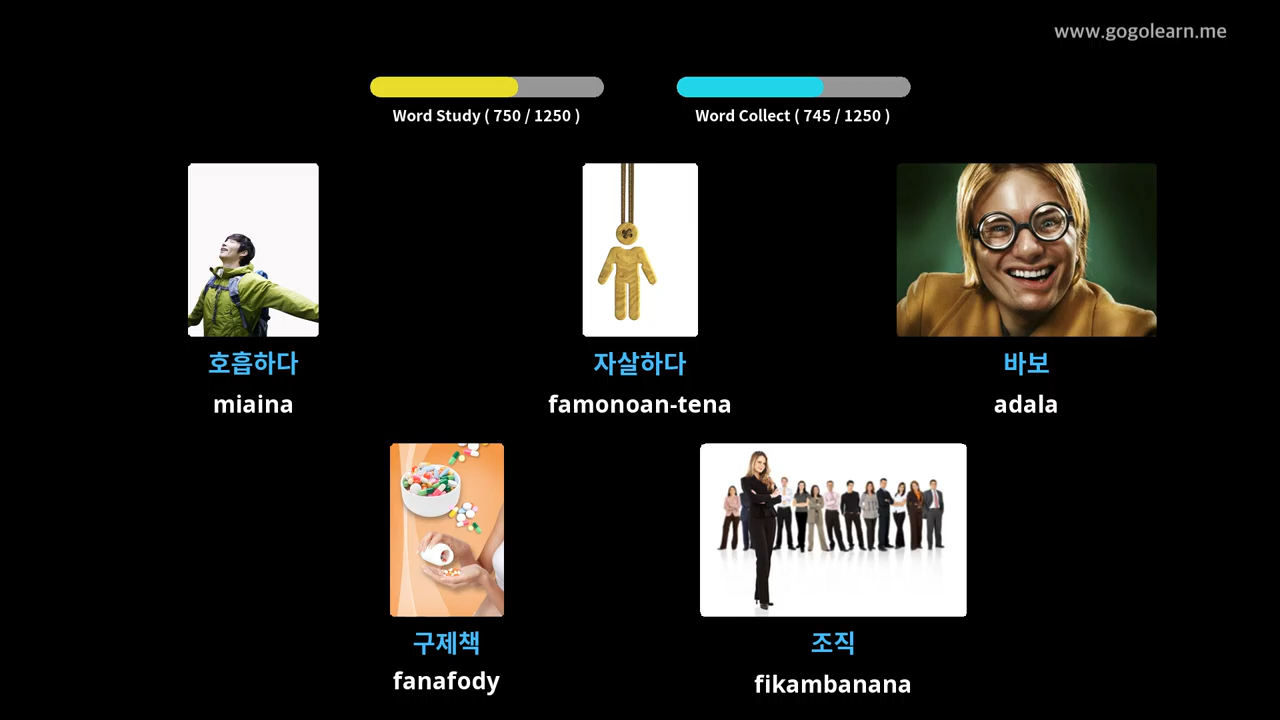 www.gogolearn.me
Word Study ( 750 / 1250 )
Word Collect ( 745 / 1250 )
호흡하다
miaina
자살하다
famonoan-tena
바보
adala
구제책
fanafody
조직
fikambanana